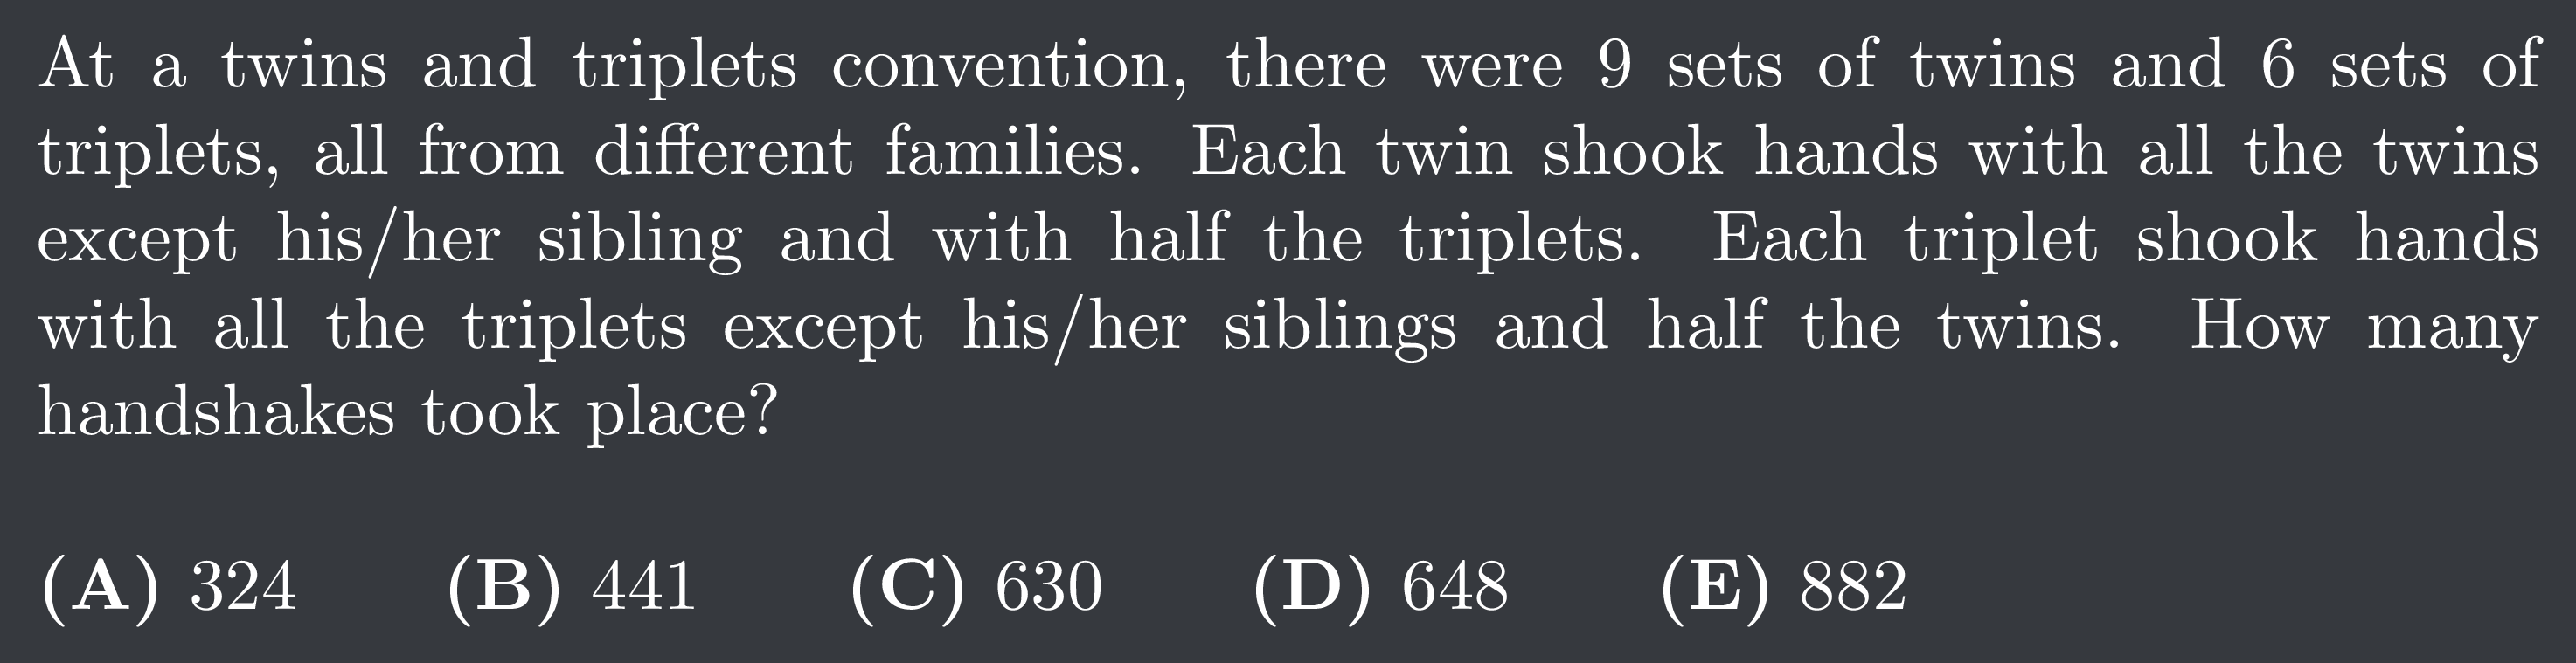 At a twins and triplets convention, there were 9 sets of twins and 6 sets of
triplets, all from different families. Each twin shook hands with all the twins
except his/her sibling and with half the triplets. Each triplet shook hands
with all the triplets except his/her siblings and half the twins. How many
handshakes took place?
(A) 324 (B) 441 (C) 630 (D) 648 (E) 882